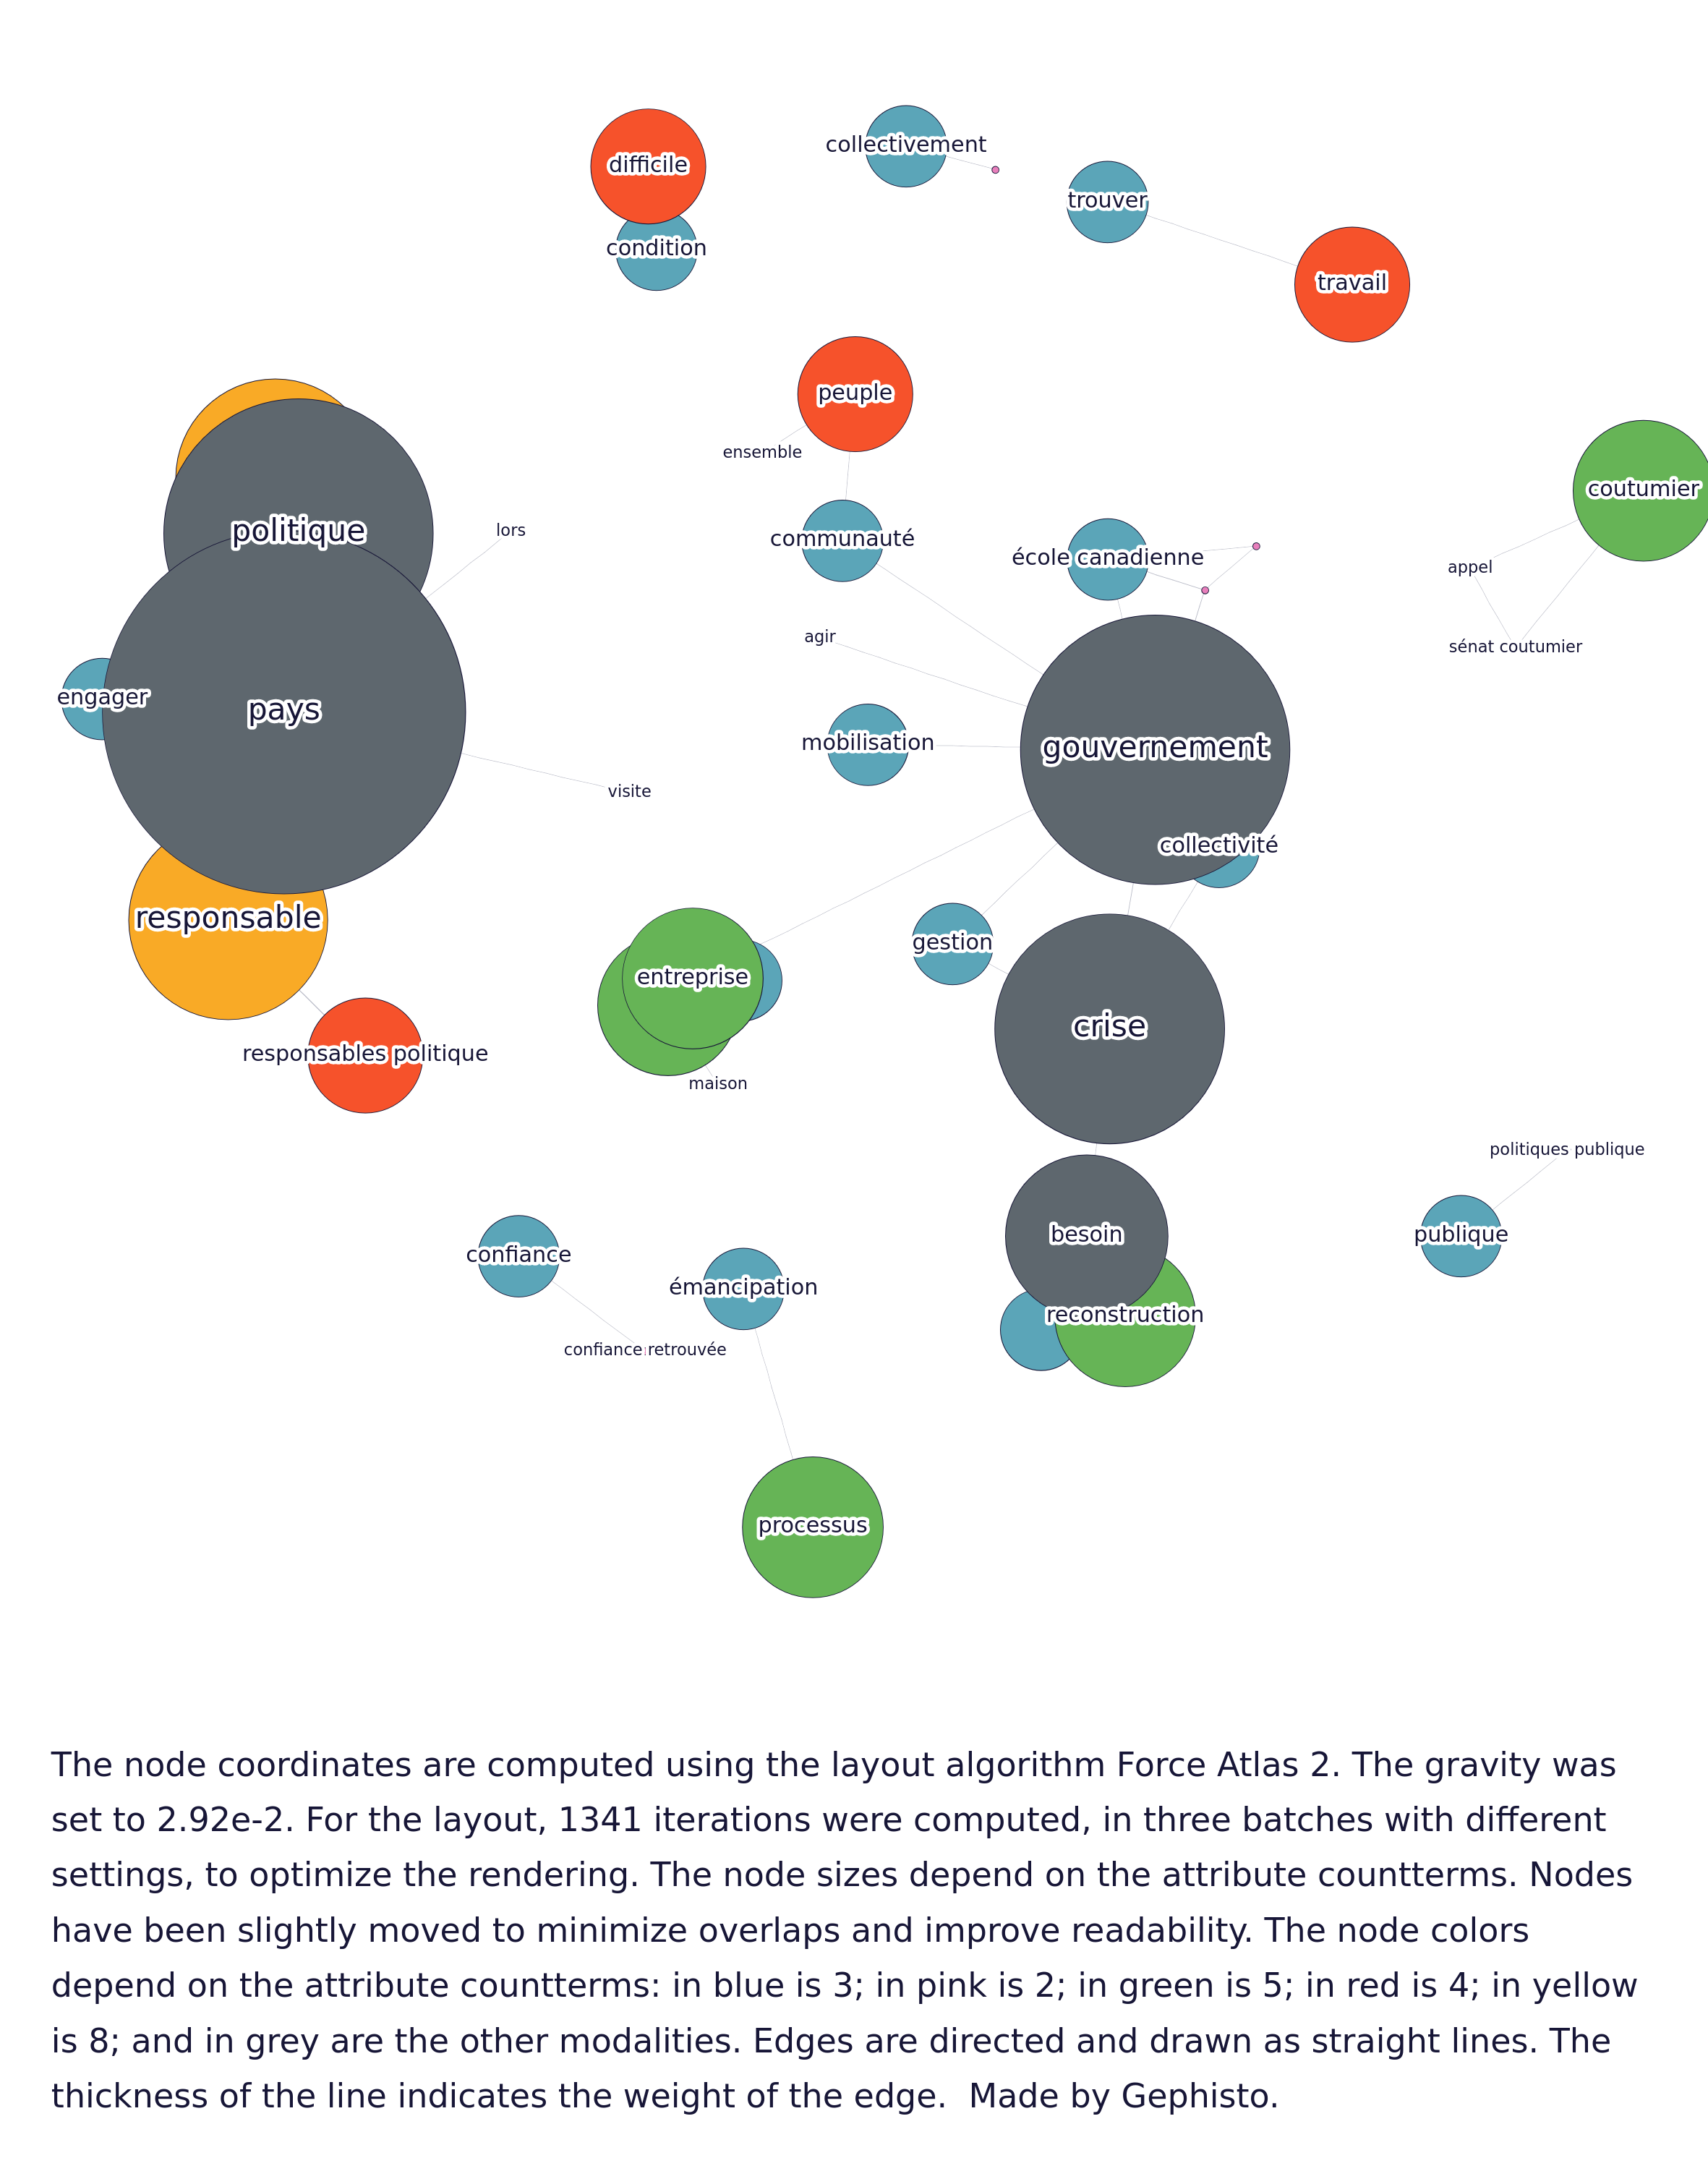 collectivement
difficile
trouver
condition
travail
peuple
ensemble
coutumier
politique
lors
communauté
école canadienne
appel
agir
sénat coutumier
engager
pays
mobilisation
gouvernement
visite
collectivité
responsable
gestion
entreprise
crise
responsables politique
maison
politiques publique
besoin
publique
confiance
émancipation
reconstruction
confiance retrouvée
processus
The node coordinates are computed using the layout algorithm Force Atlas 2. The gravity was
set to 2.92e-2. For the layout, 1341 iterations were computed, in three batches with different
settings, to optimize the rendering. The node sizes depend on the attribute countterms. Nodes
have been slightly moved to minimize overlaps and improve readability. The node colors
depend on the attribute countterms: in blue is 3; in pink is 2; in green is 5; in red is 4; in yellow
is 8; and in grey are the other modalities. Edges are directed and drawn as straight lines. The
thickness of the line indicates the weight of the edge.  Made by Gephisto.